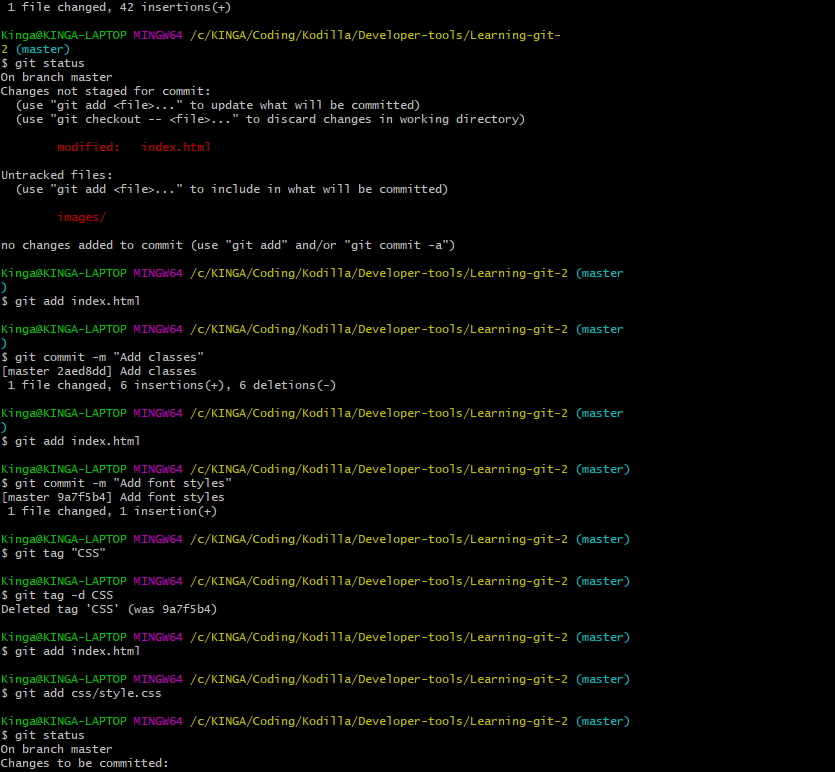 1 file changed, 42 insertions(+)
Kinga@KINGA-LAPTOP MINGW64 /c/KINGA/Coding/Kodilla/Developer-tools/Learning-git-
2 (master)
$ git status
On branch master
Changes not staged for commit:
(use "git add <file>..." to update what will be committed)
(use "git checkout -- <file>..." to discard changes in working directory)
modified:   index.html
Untracked files:
(use "git add <file>..." to include in what will be committed)
images/
no changes added to commit (use "git add" and/or "git commit -a")
Kinga@KINGA-LAPTOP MINGW64 /c/KINGA/Coding/Kodilla/Developer-tools/Learning-git-2 (master
)
$ git add index.html
Kinga@KINGA-LAPTOP MINGW64 /c/KINGA/Coding/Kodilla/Developer-tools/Learning-git-2 (master
)
$ git commit -m "Add classes"
[master 2aed8dd] Add classes
1 file changed, 6 insertions(+), 6 deletions(-)
Kinga@KINGA-LAPTOP MINGW64 /c/KINGA/Coding/Kodilla/Developer-tools/Learning-git-2 (master
)
$ git add index.html
Kinga@KINGA-LAPTOP MINGW64 /c/KINGA/Coding/Kodilla/Developer-tools/Learning-git-2 (master)
$ git commit -m "Add font styles"
[master 9a7f5b4] Add font styles
1 file changed, 1 insertion(+)
Kinga@KINGA-LAPTOP MINGW64 /c/KINGA/Coding/Kodilla/Developer-tools/Learning-git-2 (master)
$ git tag "CSS"
Kinga@KINGA-LAPTOP MINGW64 /c/KINGA/Coding/Kodilla/Developer-tools/Learning-git-2 (master)
$ git tag -d CSS
Deleted tag 'CSS' (was 9a7f5b4)
Kinga@KINGA-LAPTOP MINGW64 /c/KINGA/Coding/Kodilla/Developer-tools/Learning-git-2 (master)
$ git add index.html
Kinga@KINGA-LAPTOP MINGW64 /c/KINGA/Coding/Kodilla/Developer-tools/Learning-git-2 (master)
$ git add css/style.css
Kinga@KINGA-LAPTOP MINGW64 /c/KINGA/Coding/Kodilla/Developer-tools/Learning-git-2 (master)
$ git status
On branch master
Changes to be committed: